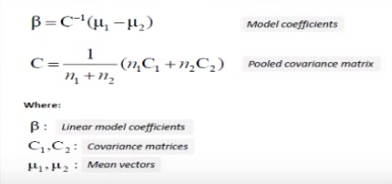 β = C⁻¹(μ₁ − μ₂) Model coefficients
C = 1/(n₁ + n₂) (n₁C₁ + n₂C₂) Pooled covariance matrix
Where:
β : Linear model coefficients
C₁,C₂ : Covariance matrices
μ₁,μ₂ : Mean vectors